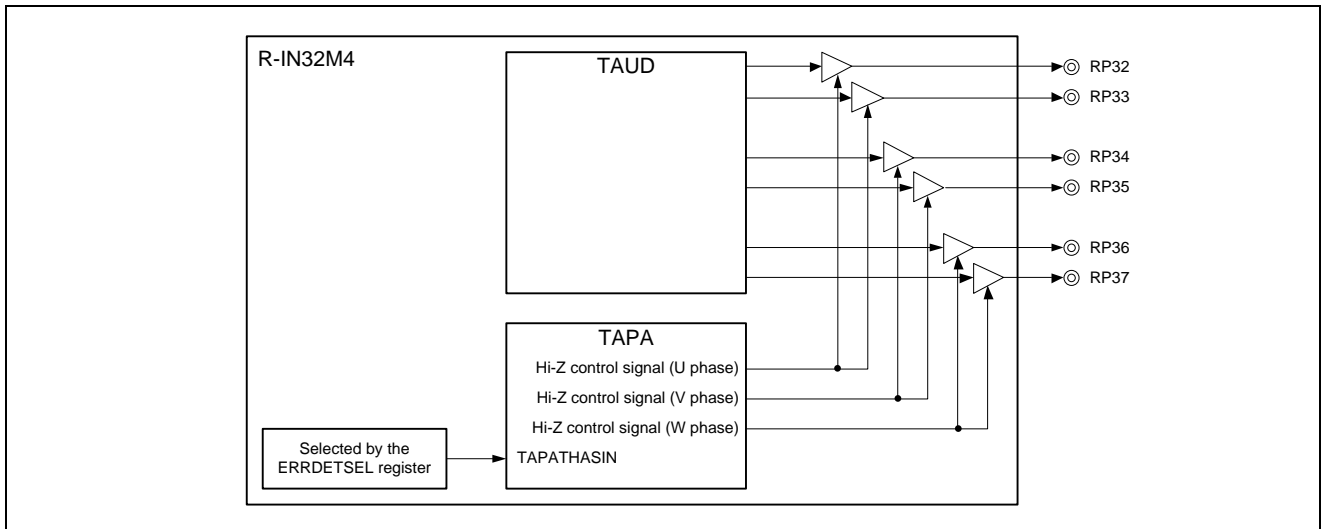 R-IN32M4
TAUD
RP32
RP33
RP34
RP35
RP36
RP37
TAPA
Hi-Z control signal (U phase)
Hi-Z control signal (V phase)
Hi-Z control signal (W phase)
TAPATHASIN
Selected by the
ERRDETSEL register